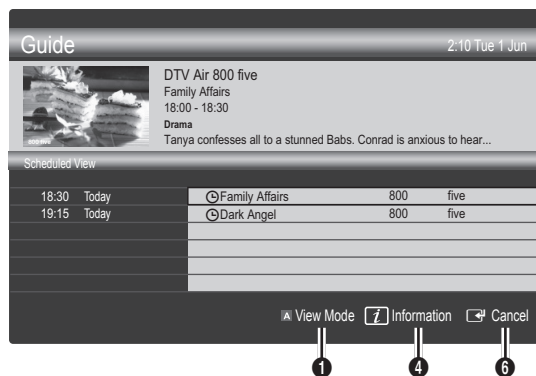 Guide 2:10 Tue 1 Jun
DTV Air 800 five
Family Affairs
18:00 - 18:30
Drama
Tanya confesses all to a stunned Babs. Conrad is anxious to hear...
800 five
Scheduled View
18:30 Today Family Affairs 800 five
19:15 Today Dark Angel 800 five
A View Mode i Information Cancel
1 4 6